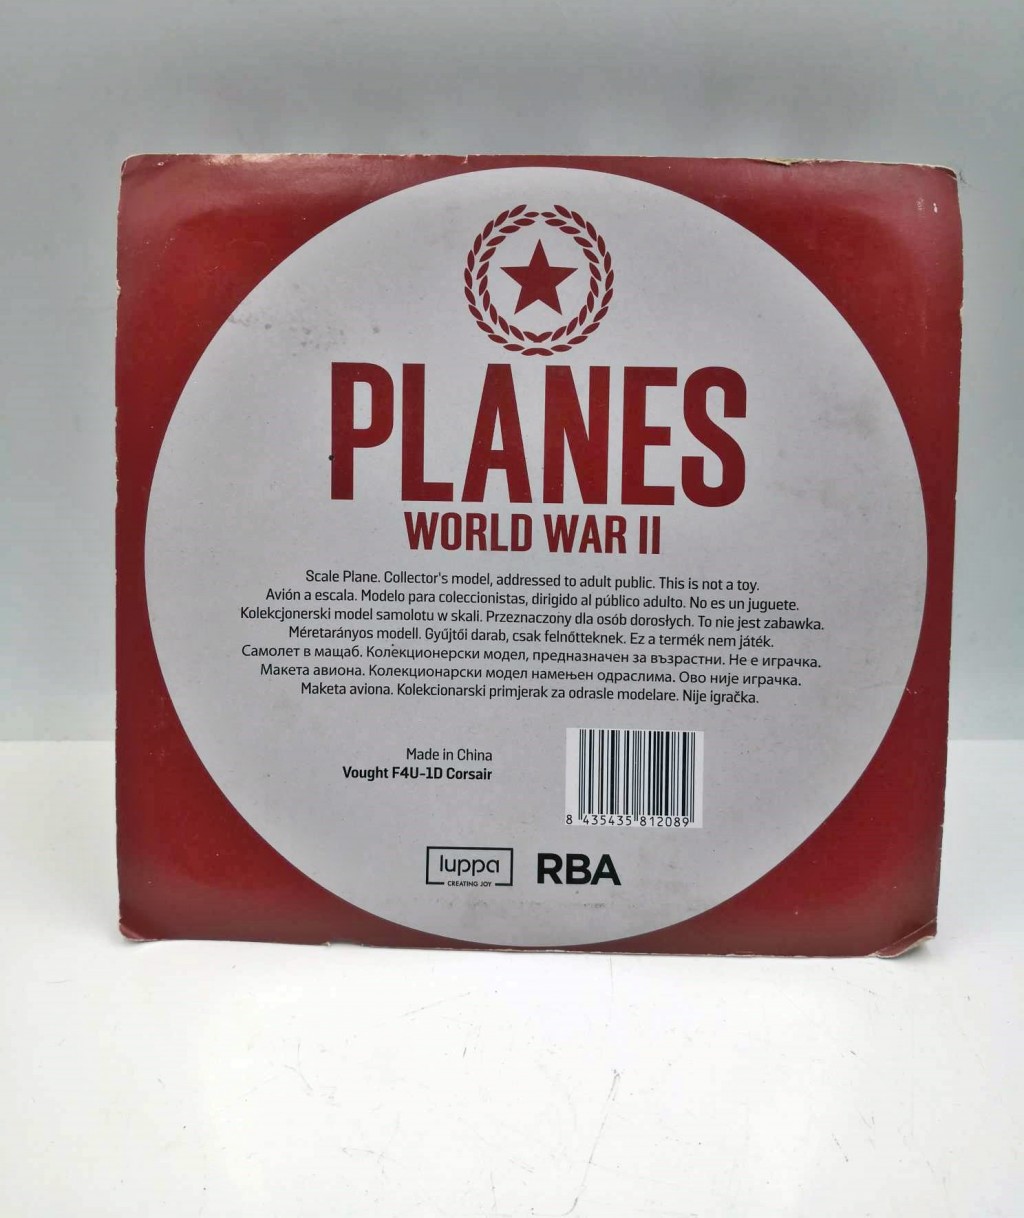 PLANES
WORLD WAR II
Scale Plane. Collector's model, addressed to adult public. This is not a toy.
Avión a escala. Modelo para coleccionistas, dirigido al público adulto. No es un juguete.
Kolekcjonerski model samolotu w skali. Przeznaczony dla osób dorosłych. To nie jest zabawka.
Méretarányos modell. Gyűjtői darab, csak felnőtteknek. Ez a termék nem játék.
Самолет в мащаб. Колекционерски модел, предназначен за възрастни. Не е играчка.
Макета авиона. Колекционарски модел намењен одраслима. Ово није играчка.
Maketa aviona. Kolekcionarski primjerak za odrasle modelare. Nije igračka.
Made in China
Vought F4U-1D Corsair
8 435435 812089
luppa
CREATING JOY
RBA